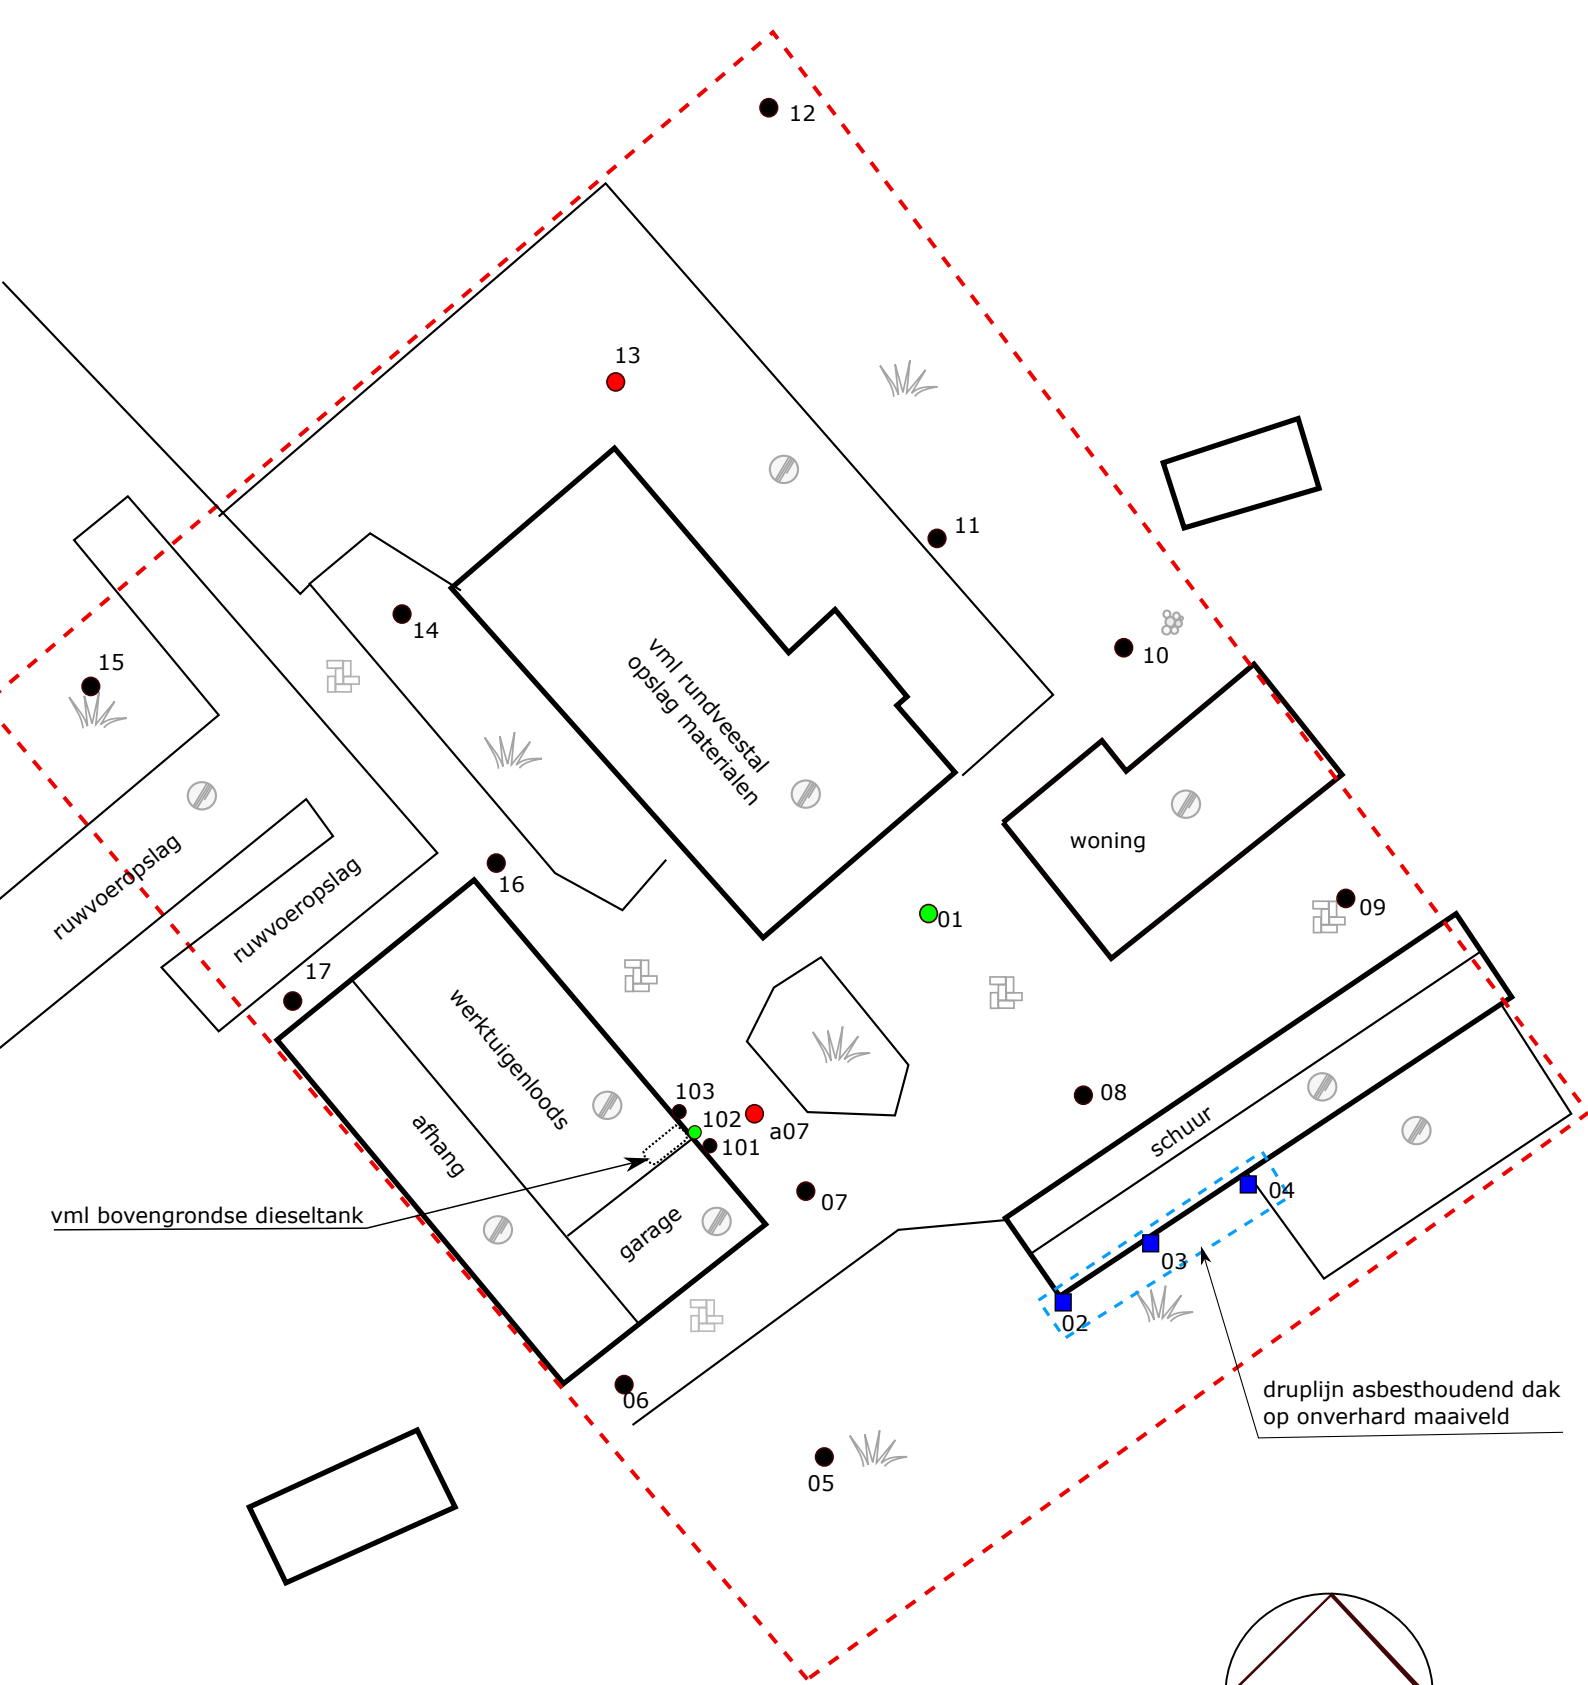 12
13
11
14
10
15
vml rundveestal
opslag materialen
woning
ruwvoeropslag
ruwvoeropslag
16
01
09
17
werktuigenloods
103
102
a07
101
08
schuur
afhang
04
07
vml bovengrondse dieseltank
garage
03
02
06
druplijn asbesthoudend dak
op onverhard maaiveld
05